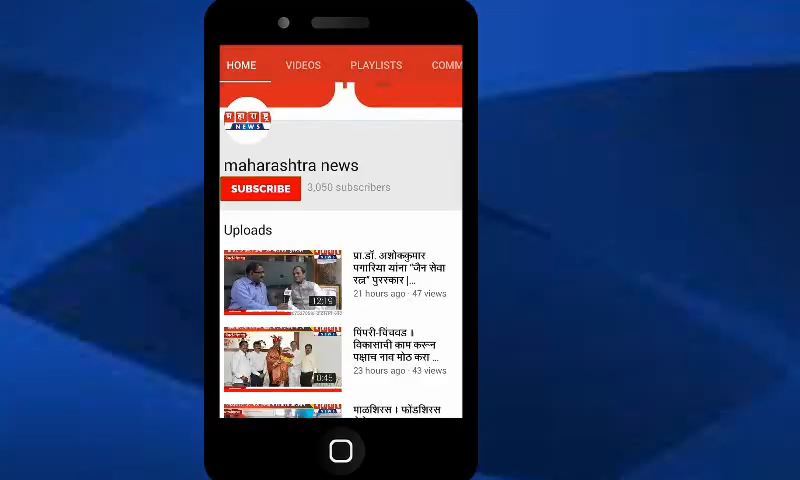 HOME VIDEOS PLAYLISTS COMM
महाराष्ट्र
NEWS
maharashtra news
SUBSCRIBE 3,050 subscribers
Uploads
प्रा.डॉ. अशोककुमार
पगारिया यांना "जैन सेवा
रत्न" पुरस्कार |...
21 hours ago · 47 views
12:19
पिंपरी-चिंचवड ।
विकासाची काम करून
पक्षाच नाव मोठ करा ...
23 hours ago · 43 views
0:45
माळशिरस । फोंडशिरस